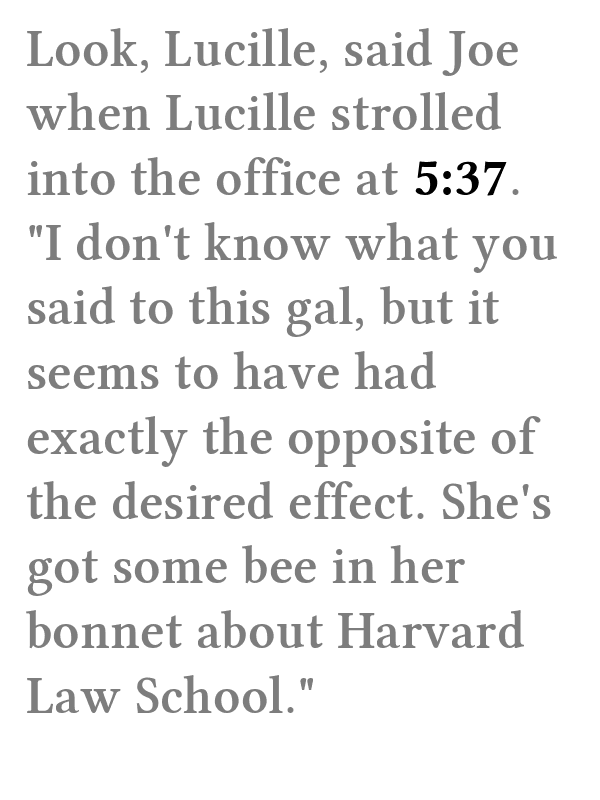 Look, Lucille, said Joe
when Lucille strolled
into the office at 5:37.
"I don't know what you
said to this gal, but it
seems to have had
exactly the opposite of
the desired effect. She's
got some bee in her
bonnet about Harvard
Law School."